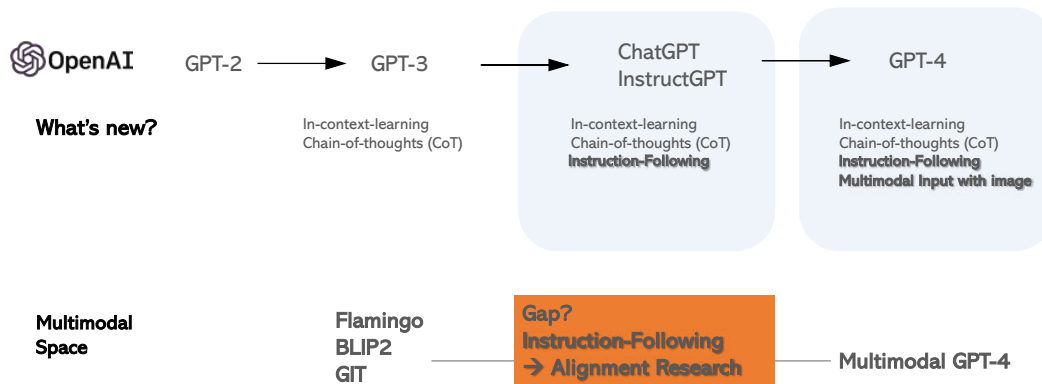 OpenAI
GPT-2
GPT-3
ChatGPT
InstructGPT
GPT-4
What's new?
In-context-learning
Chain-of-thoughts (CoT)
In-context-learning
Chain-of-thoughts (CoT)
Instruction-Following
In-context-learning
Chain-of-thoughts (CoT)
Instruction-Following
Multimodal Input with image
Multimodal
Space
Flamingo
BLIP2
GIT
Gap?
Instruction-Following
→ Alignment Research
Multimodal GPT-4